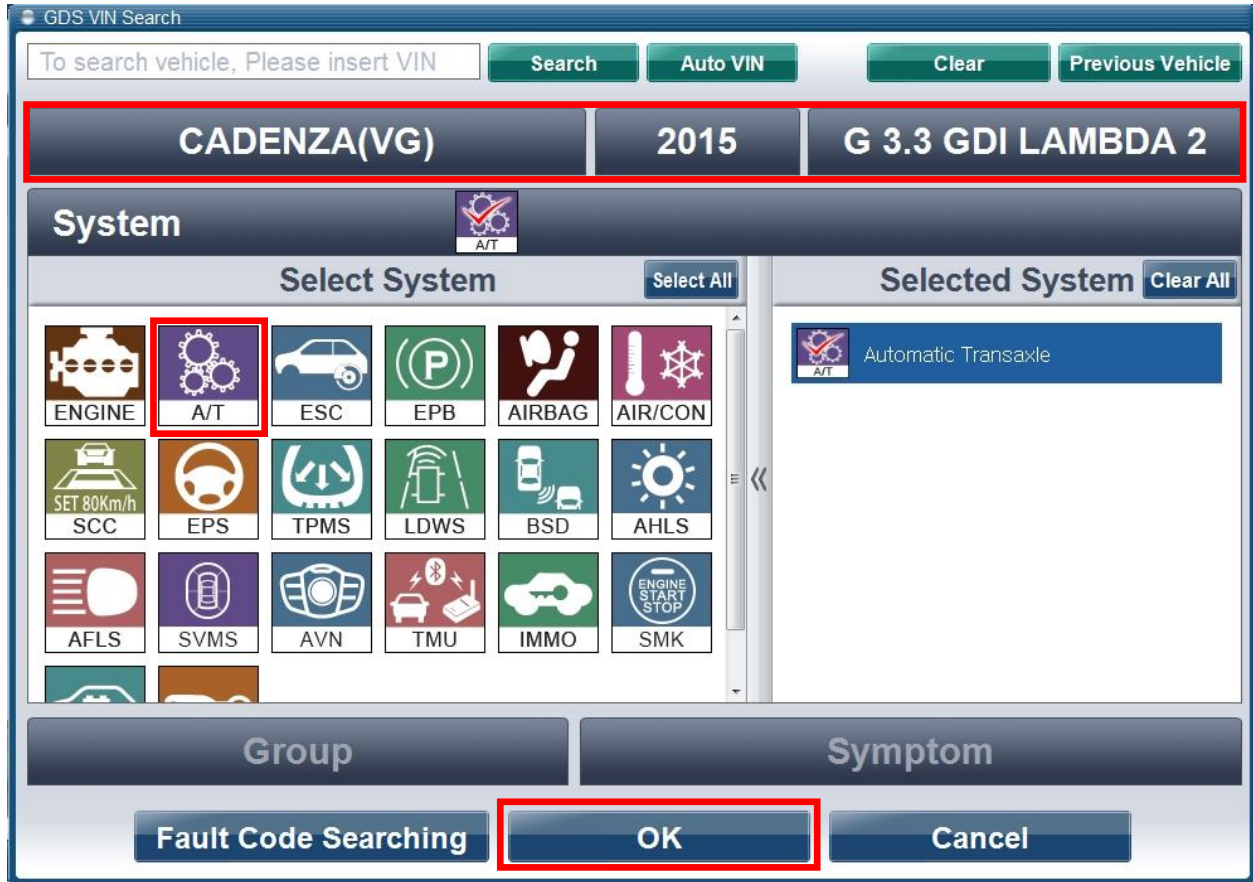 GDS VIN Search
To search vehicle, Please insert VIN Search Auto VIN Clear Previous Vehicle
CADENZA(VG) 2015 G 3.3 GDI LAMBDA 2
System A/T
Select System Select All Selected System Clear All
A/T Automatic Transaxle
ENGINE A/T ESC (P) EPB AIRBAG AIR/CON
SET 80Km/h
SCC EPS TPMS LDWS BSD AHLS
ENGINE
START
STOP
AFLS SVMS AVN TMU IMMO SMK
Group Symptom
Fault Code Searching OK Cancel